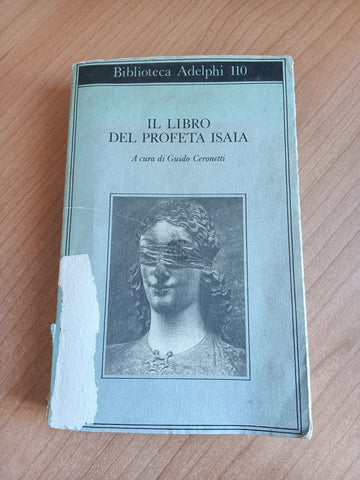 Biblioteca Adelphi 110
IL LIBRO
DEL PROFETA ISAIA
A cura di Guido Ceronetti